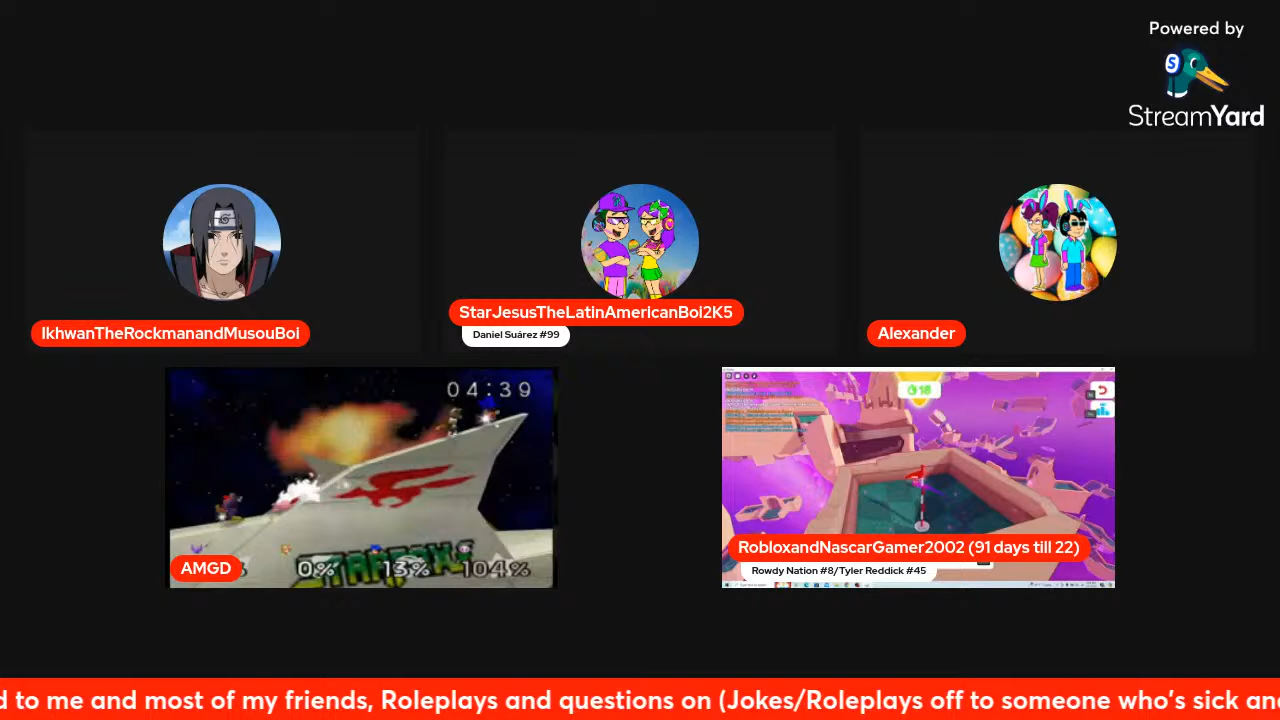 Powered by
StreamYard
IkhwanTheRockmanandMusouBoi
StarJesusTheLatinAmericanBoi2K5
Daniel Suárez #99
Alexander
04:39
18
AMGD
0%
13%
104%
RobloxandNascarGamer2002 (91 days till 22)
Rowdy Nation #8/Tyler Reddick #45
d to me and most of my friends, Roleplays and questions on (Jokes/Roleplays off to someone who's sick an